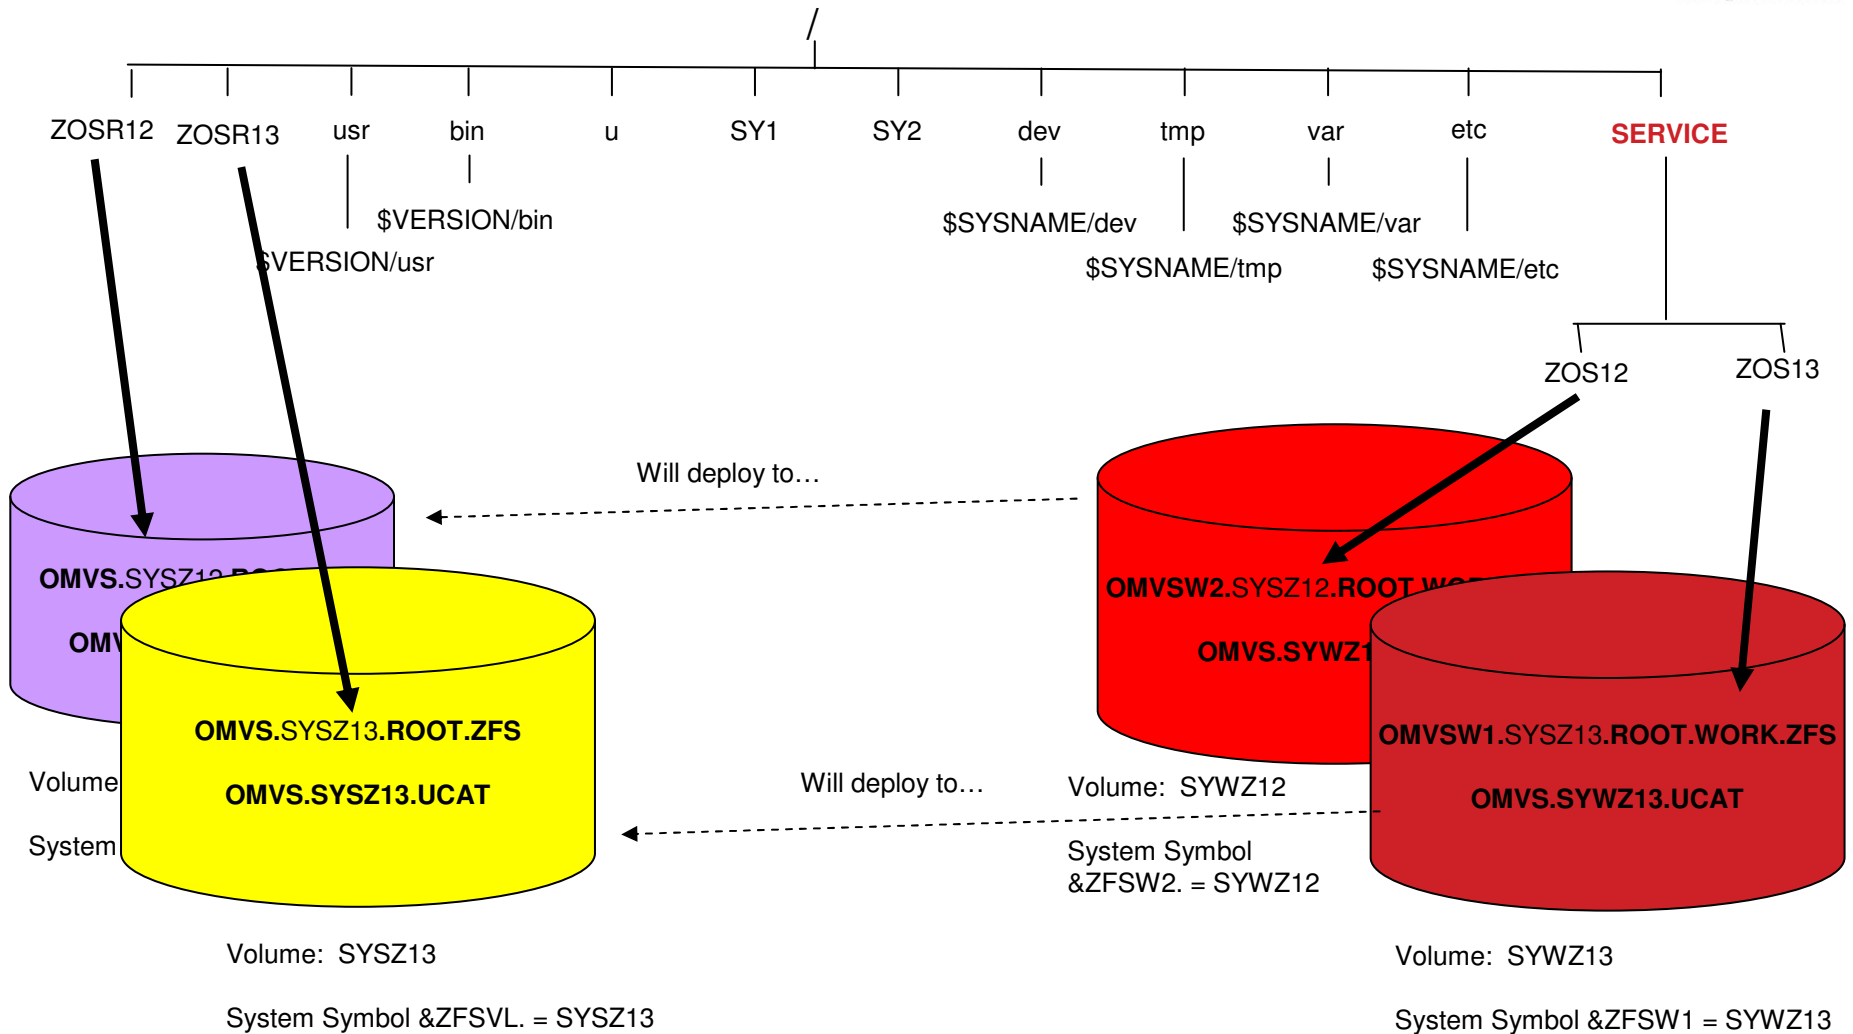 /
ZOSR12 ZOSR13 usr bin u SY1 SY2 dev tmp var etc SERVICE
$VERSION/bin $SYSNAME/dev $SYSNAME/var
$VERSION/usr $SYSNAME/tmp $SYSNAME/etc
ZOS12 ZOS13
Will deploy to…
OMVS.SYSZ12
OMVSW2.SYSZ12.ROOT
OMVS.SYWZ1
OMVS.SYSZ13.ROOT.ZFS
OMVS.SYSZ13.UCAT
OMVSW1.SYSZ13.ROOT.WORK.ZFS
OMVS.SYWZ13.UCAT
Volume
System
Will deploy to…
Volume: SYWZ12
System Symbol
&ZFSW2. = SYWZ12
Volume: SYSZ13
System Symbol &ZFSVL. = SYSZ13
Volume: SYWZ13
System Symbol &ZFSW1 = SYWZ13